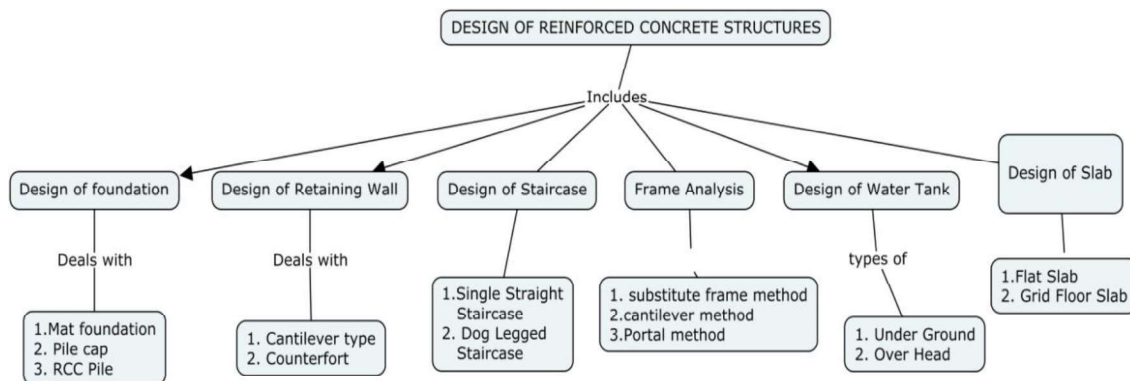 DESIGN OF REINFORCED CONCRETE STRUCTURES
Includes
Design of foundation
Design of Retaining Wall
Design of Staircase
Frame Analysis
Design of Water Tank
Design of Slab
Deals with
Deals with
types of
1.Mat foundation
2. Pile cap
3. RCC Pile
1. Cantilever type
2. Counterfort
1.Single Straight
Staircase
2. Dog Legged
Staircase
1. substitute frame method
2.cantilever method
3.Portal method
1. Under Ground
2. Over Head
1.Flat Slab
2. Grid Floor Slab